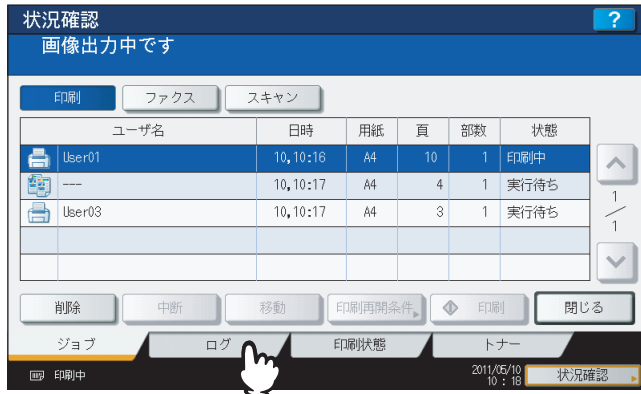 状況確認 ?
画像出力中です
印刷 ファクス スキャン
ユーザ名 日時 用紙 頁 部数 状態
User01 10,10:16 A4 10 1 印刷中
--- 10,10:17 A4 4 1 実行待ち
User03 10,10:17 A4 3 1 実行待ち
1
1
削除 中断 移動 印刷再開条件 印刷 閉じる
ジョブ ログ 印刷状態 トナー
印刷中 2011/05/10
10 : 18 状況確認